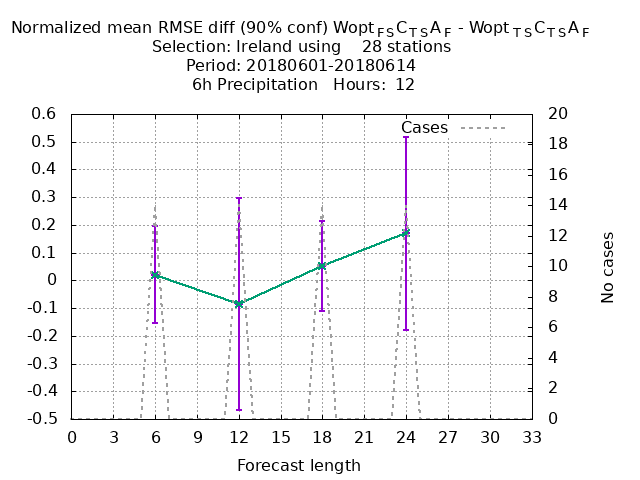 Normalized mean RMSE diff (90% conf) Wopt FS C TS A F - Wopt TS C TS A F
Selection: Ireland using 28 stations
Period: 20180601-20180614
6h Precipitation Hours: 12
Cases
0.6
0.5
0.4
0.3
0.2
0.1
0
-0.1
-0.2
-0.3
-0.4
-0.5
20
18
16
14
12
10
8
6
4
2
0
No cases
0 3 6 9 12 15 18 21 24 27 30 33
Forecast length